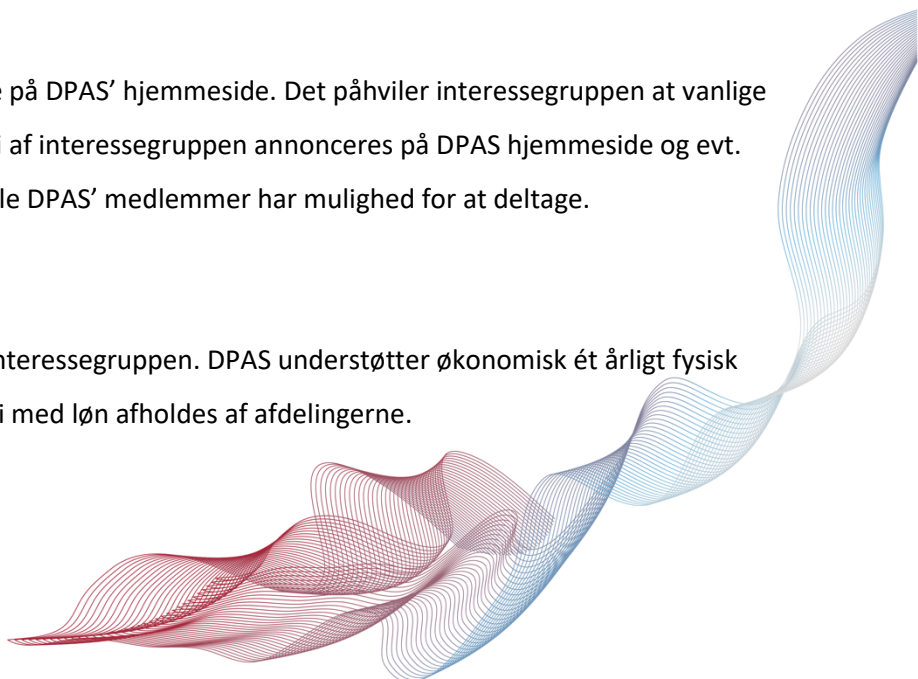 på DPAS’ hjemmeside. Det påhviler interessegruppen at vanlige
af interessegruppen annonceres på DPAS hjemmeside og evt.
DPAS’ medlemmer har mulighed for at deltage.
nteressegruppen. DPAS understøtter økonomisk ét årligt fysisk
i med løn afholdes af afdelingerne.